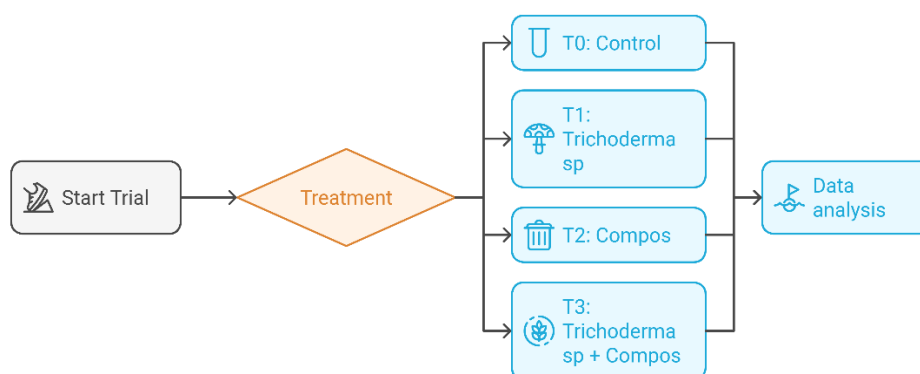 Start Trial
Treatment
T0: Control
T1:
Trichoderma
sp
T2: Compos
T3:
Trichoderma
sp + Compos
Data
analysis